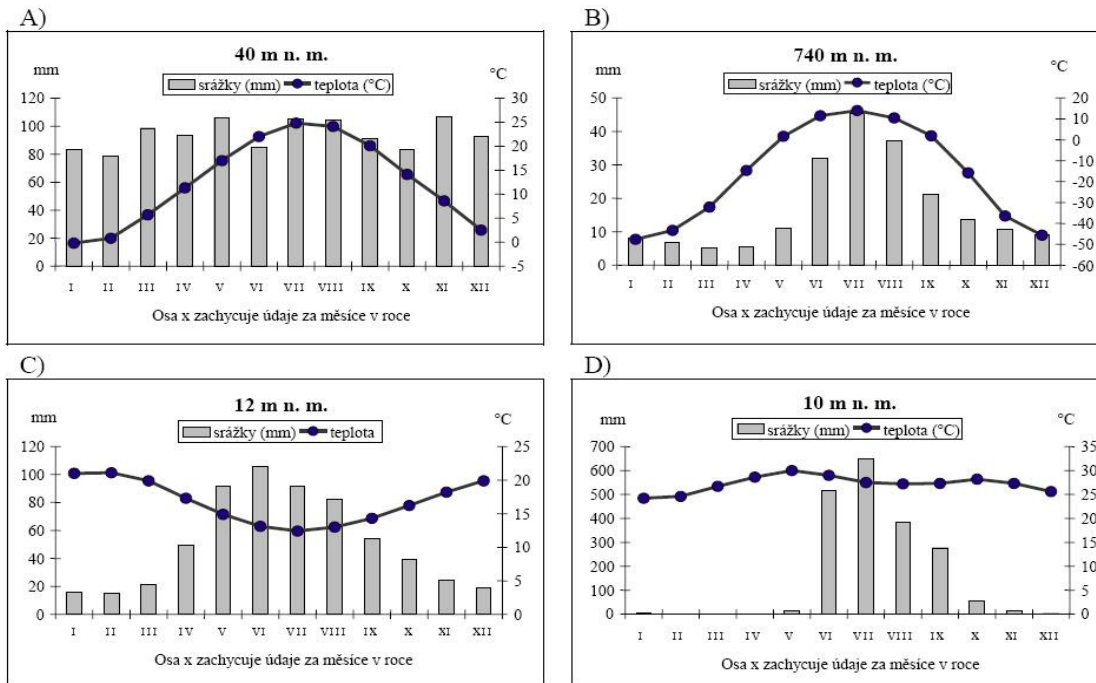 A)
40 m n. m.
mm
°C
srážky (mm) teplota (°C)
120
100
80
60
40
20
0
30
25
20
15
10
5
0
-5
I II III IV V VI VII VIII IX X XI XII
Osa x zachycuje údaje za měsíce v roce
B)
740 m n. m.
mm
°C
srážky (mm) teplota (°C)
50
40
30
20
10
0
20
10
0
-10
-20
-30
-40
-50
-60
I II III IV V VI VII VIII IX X XI XII
Osa x zachycuje údaje za měsíce v roce
C)
12 m n. m.
mm
°C
srážky (mm) teplota
120
100
80
60
40
20
0
25
20
15
10
5
0
I II III IV V VI VII VIII IX X XI XII
Osa x zachycuje údaje za měsíce v roce
D)
10 m n. m.
mm
°C
srážky (mm) teplota (°C)
700
600
500
400
300
200
100
0
35
30
25
20
15
10
5
0
I II III IV V VI VII VIII IX X XI XII
Osa x zachycuje údaje za měsíce v roce